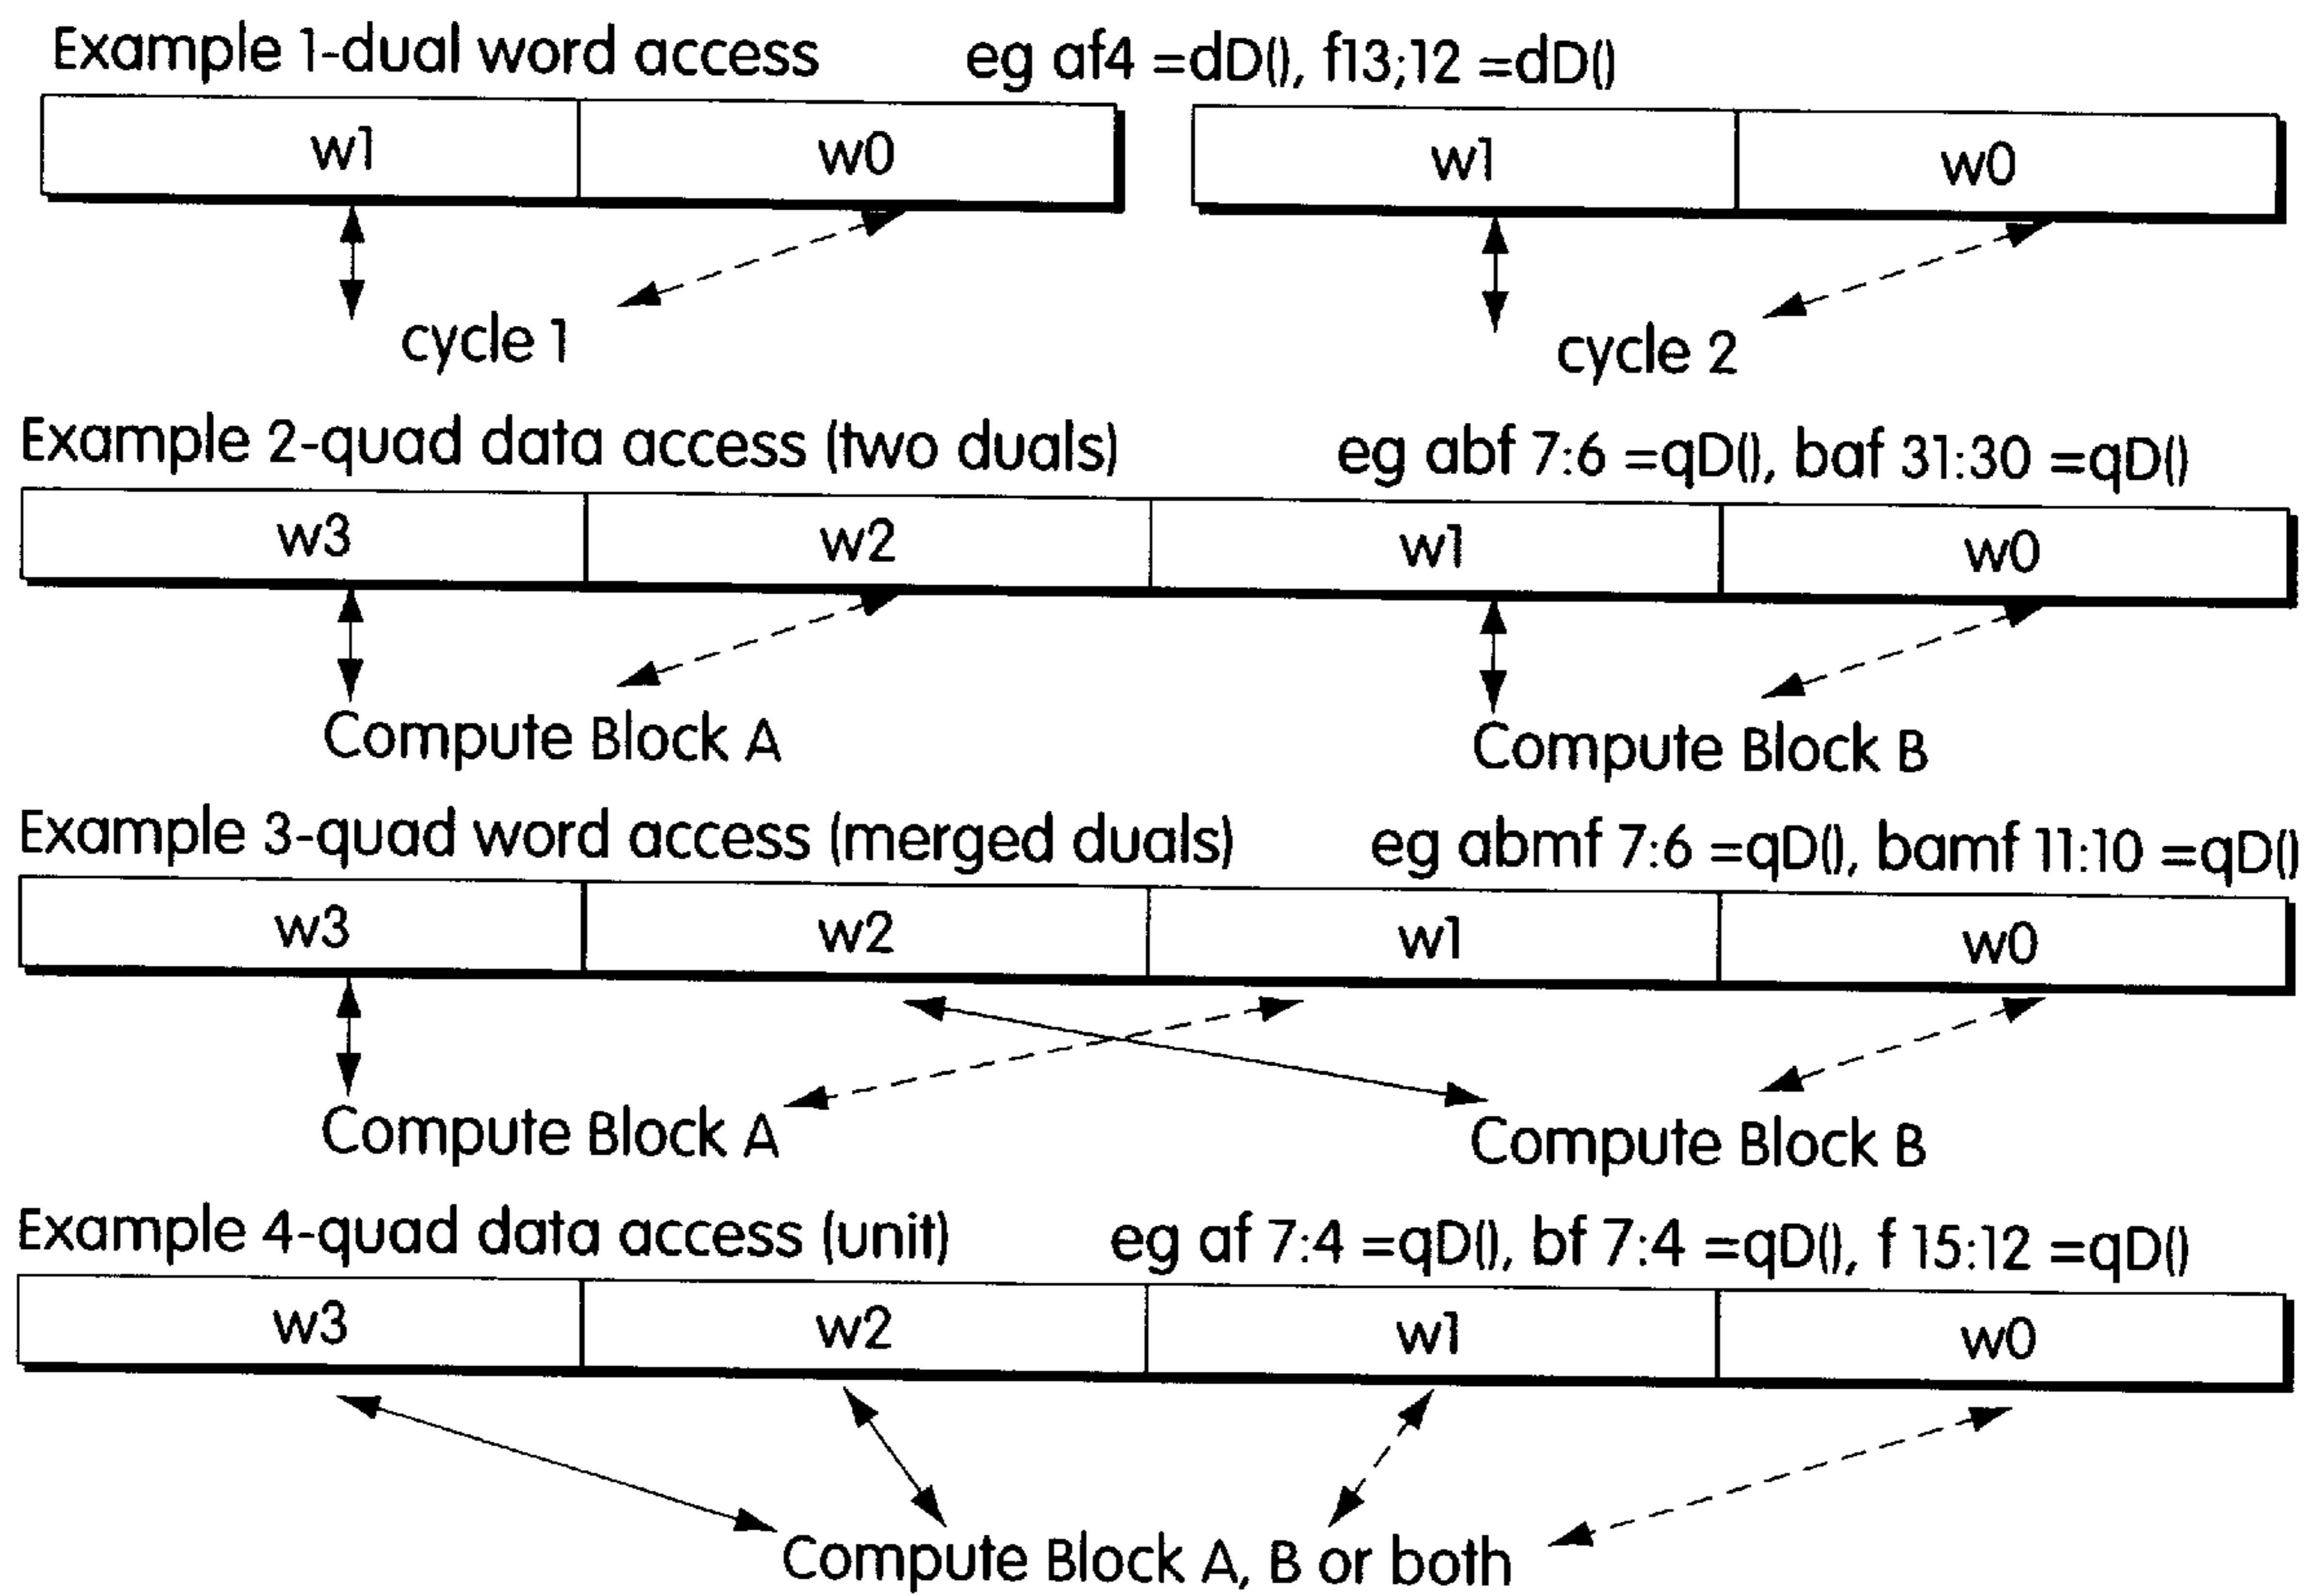 Example 1-dual word access eg af4 =dD(), f13;12 =dD()
w1 w0 w1 w0
cycle 1 cycle 2
Example 2-quad data access (two duals) eg abf 7:6 =qD(), baf 31:30 =qD()
w3 w2 w1 w0
Compute Block A Compute Block B
Example 3-quad word access (merged duals) eg abmf 7:6 =qD(), bamf 11:10 =qD()
w3 w2 w1 w0
Compute Block A Compute Block B
Example 4-quad data access (unit) eg af 7:4 =qD(), bf 7:4 =qD(), f 15:12 =qD()
w3 w2 w1 w0
Compute Block A, B or both